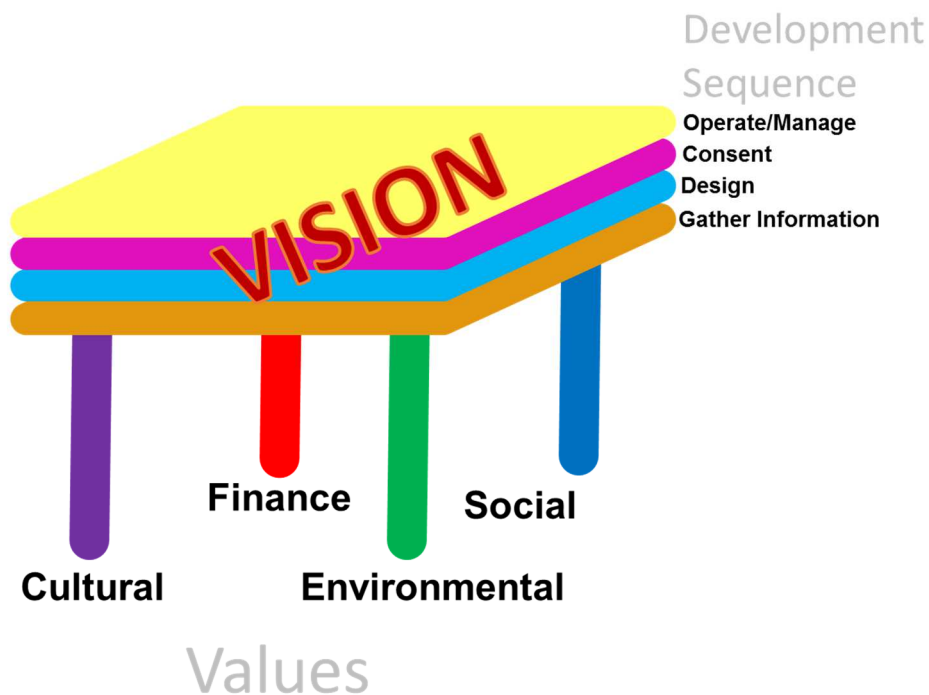 Development
Sequence
Operate/Manage
Consent
Design
Gather Information
VISION
Finance
Social
Cultural
Environmental
Values